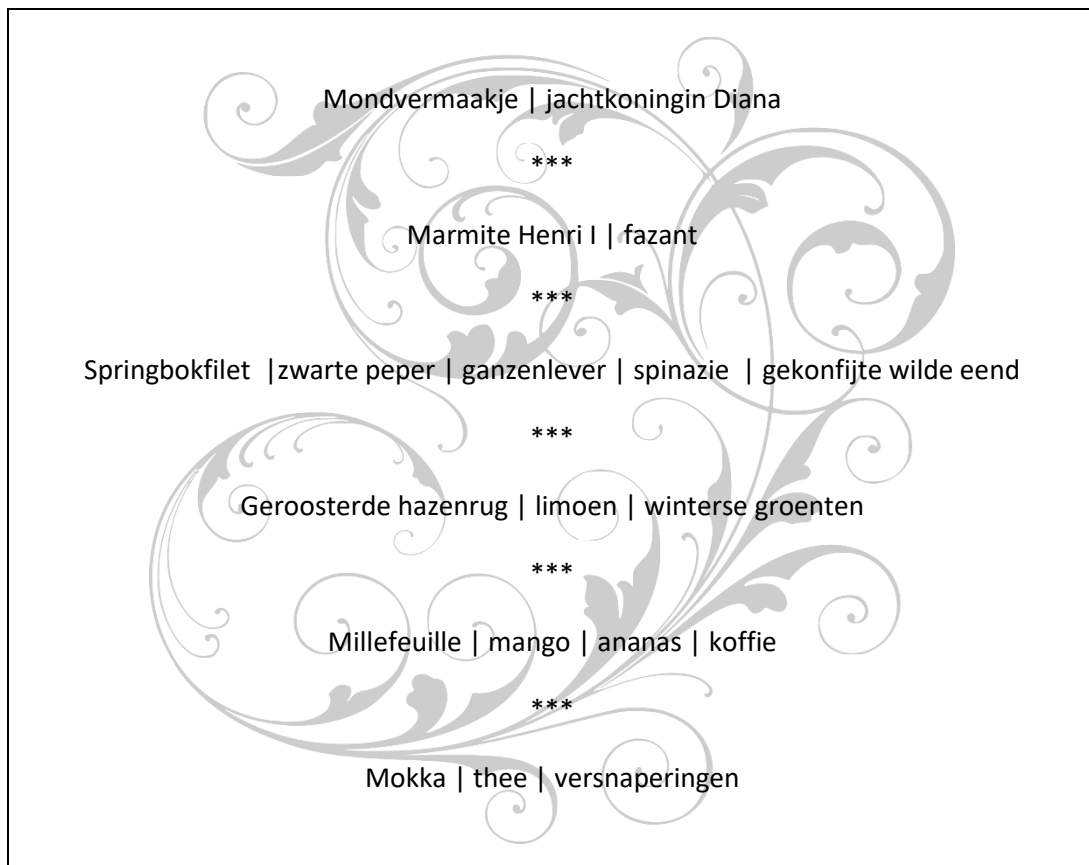 Mondvermaakje | jachtkoningin Diana
***
Marmite Henri I | fazant
***
Springbokfilet  |zwarte peper | ganzenlever | spinazie  | gekonfijte wilde eend
***
Geroosterde hazenrug | limoen | winterse groenten
***
Millefeuille | mango | ananas | koffie
***
Mokka | thee | versnaperingen